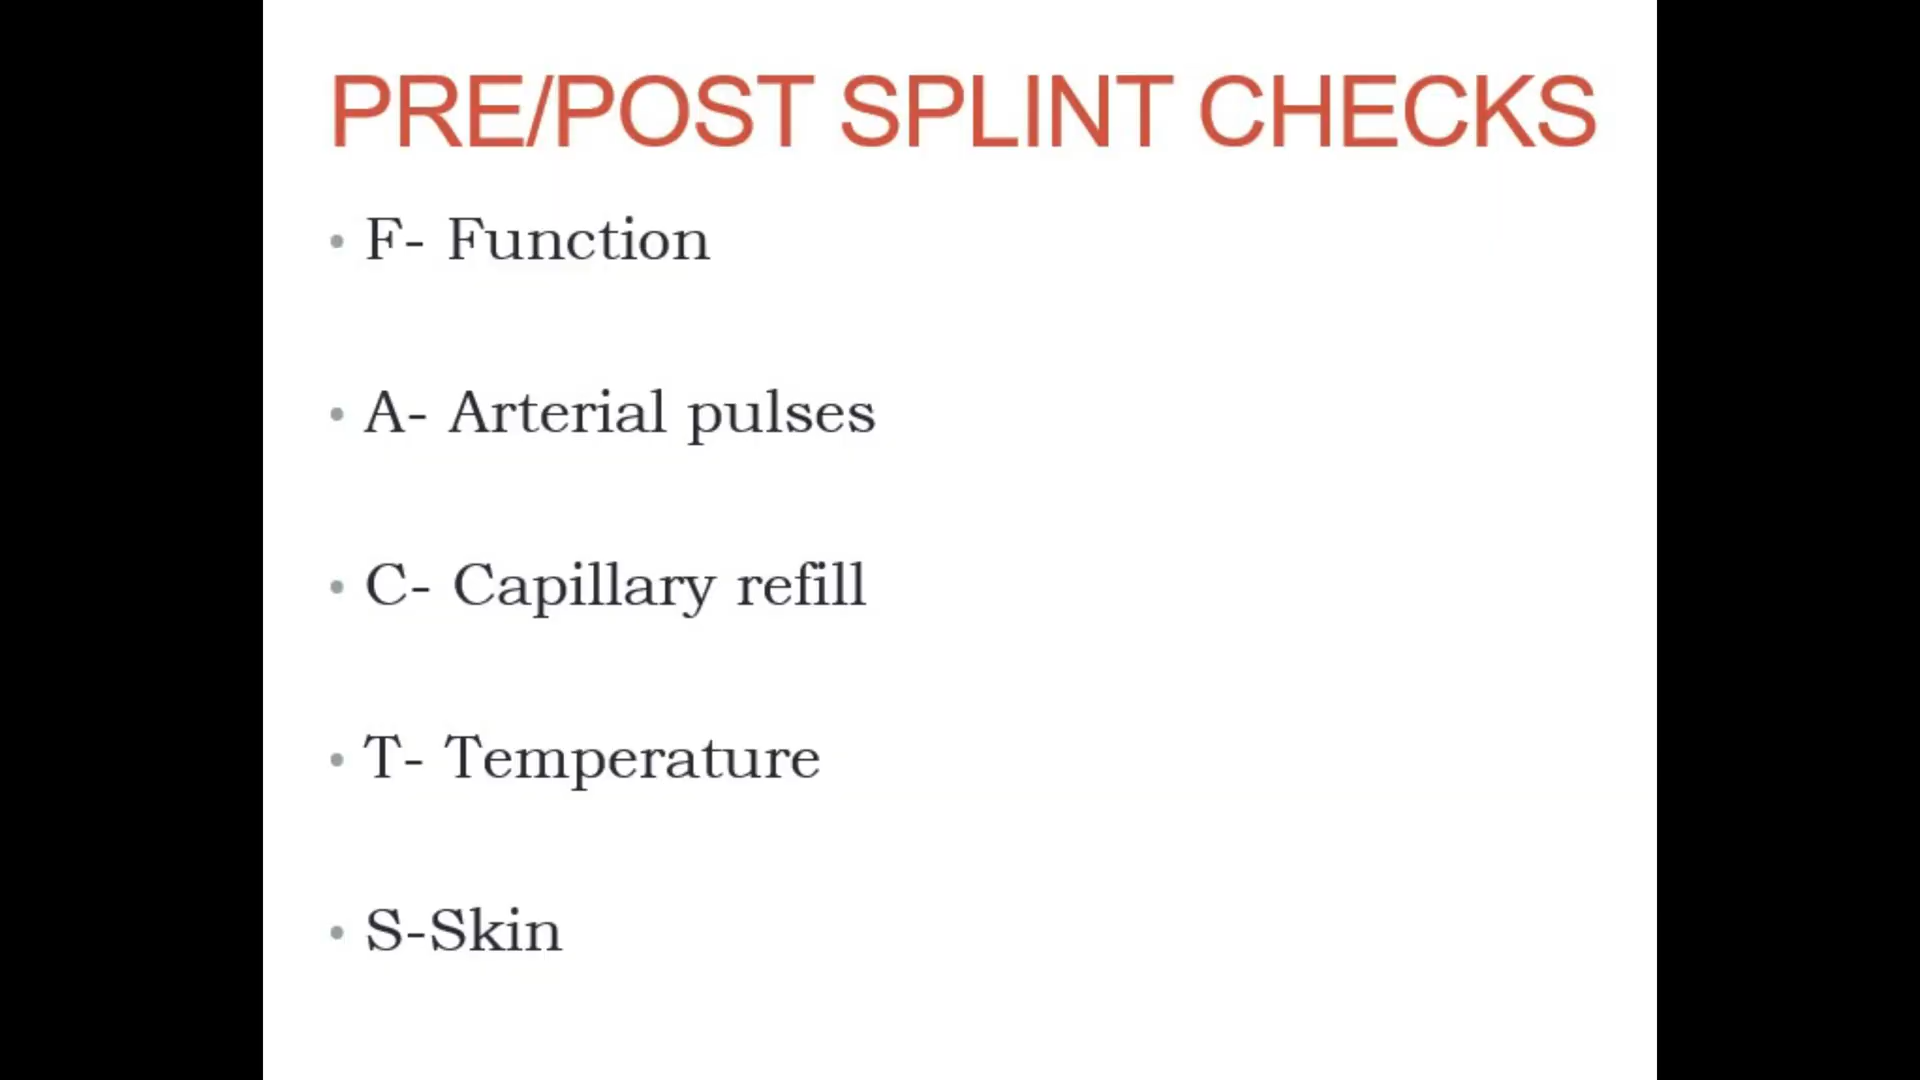 PRE/POST SPLINT CHECKS
• F- Function
• A- Arterial pulses
• C- Capillary refill
• T- Temperature
• S-Skin